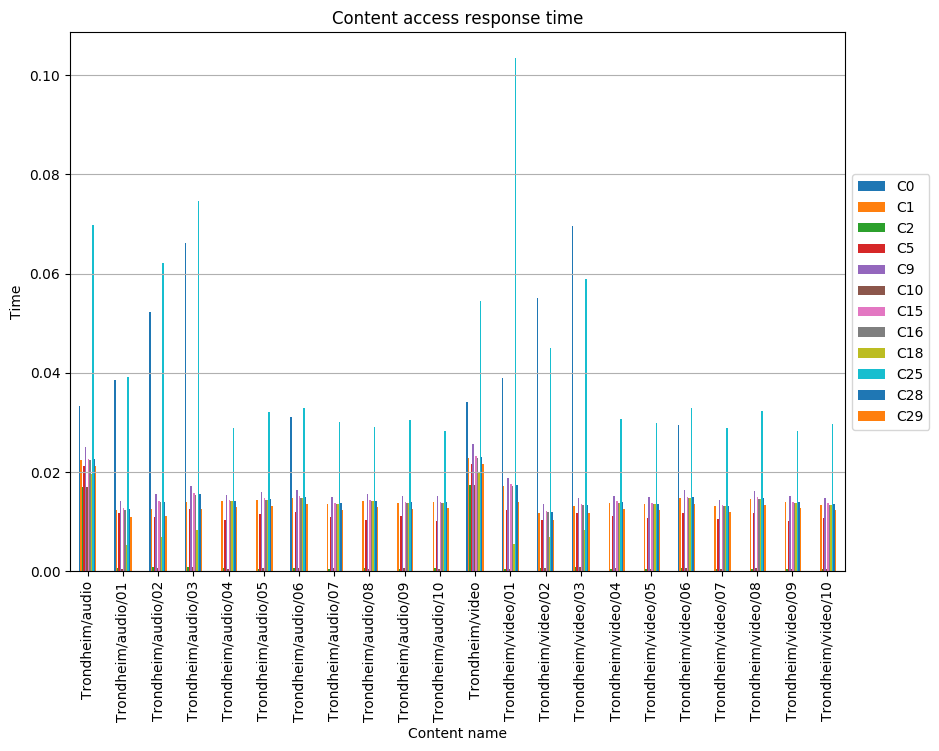 Content access response time
Time
0.10
0.08
0.06
0.04
0.02
0.00
C0
C1
C2
C5
C9
C10
C15
C16
C18
C25
C28
C29
Trondheim/audio
Trondheim/audio/01
Trondheim/audio/02
Trondheim/audio/03
Trondheim/audio/04
Trondheim/audio/05
Trondheim/audio/06
Trondheim/audio/07
Trondheim/audio/08
Trondheim/audio/09
Trondheim/audio/10
Trondheim/video
Trondheim/video/01
Trondheim/video/02
Trondheim/video/03
Trondheim/video/04
Trondheim/video/05
Trondheim/video/06
Trondheim/video/07
Trondheim/video/08
Trondheim/video/09
Trondheim/video/10
Content name